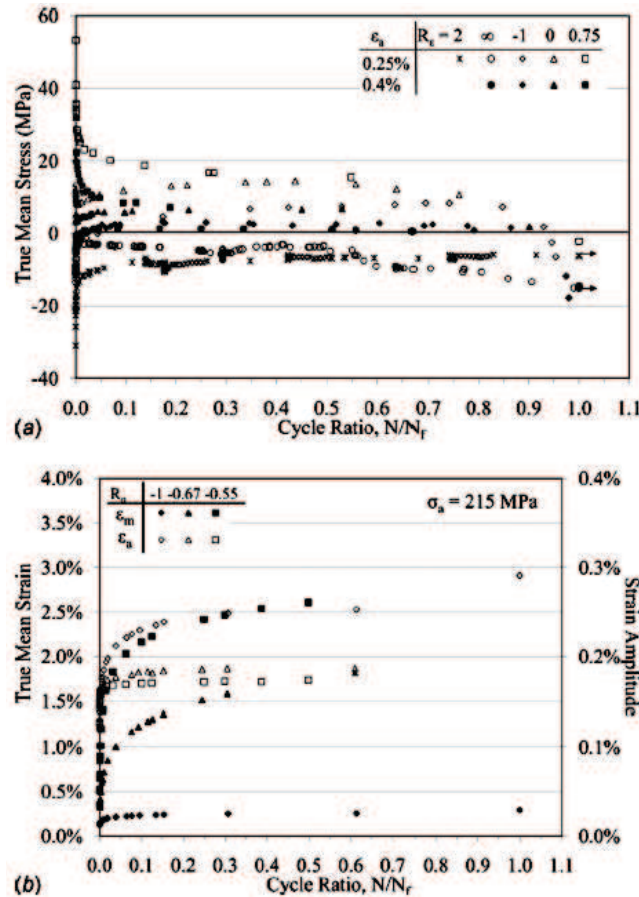 εa Rε = 2 ∞ -1 0 0.75
0.25%
0.4%
True Mean Stress (MPa)
60
40
20
0
-20
-40
0.0 0.1 0.2 0.3 0.4 0.5 0.6 0.7 0.8 0.9 1.0
(a) Cycle Ratio, N/Nf
Rσ -1 -0.67 -0.55
εm
εa
σa = 215 MPa
True Mean Strain
4.0%
3.5%
3.0%
2.5%
2.0%
1.5%
1.0%
0.5%
0.0%
0.4%
0.3%
0.2%
0.1%
0.0%
Strain Amplitude
0.0 0.1 0.2 0.3 0.4 0.5 0.6 0.7 0.8 0.9 1.0
(b) Cycle Ratio, N/Nf